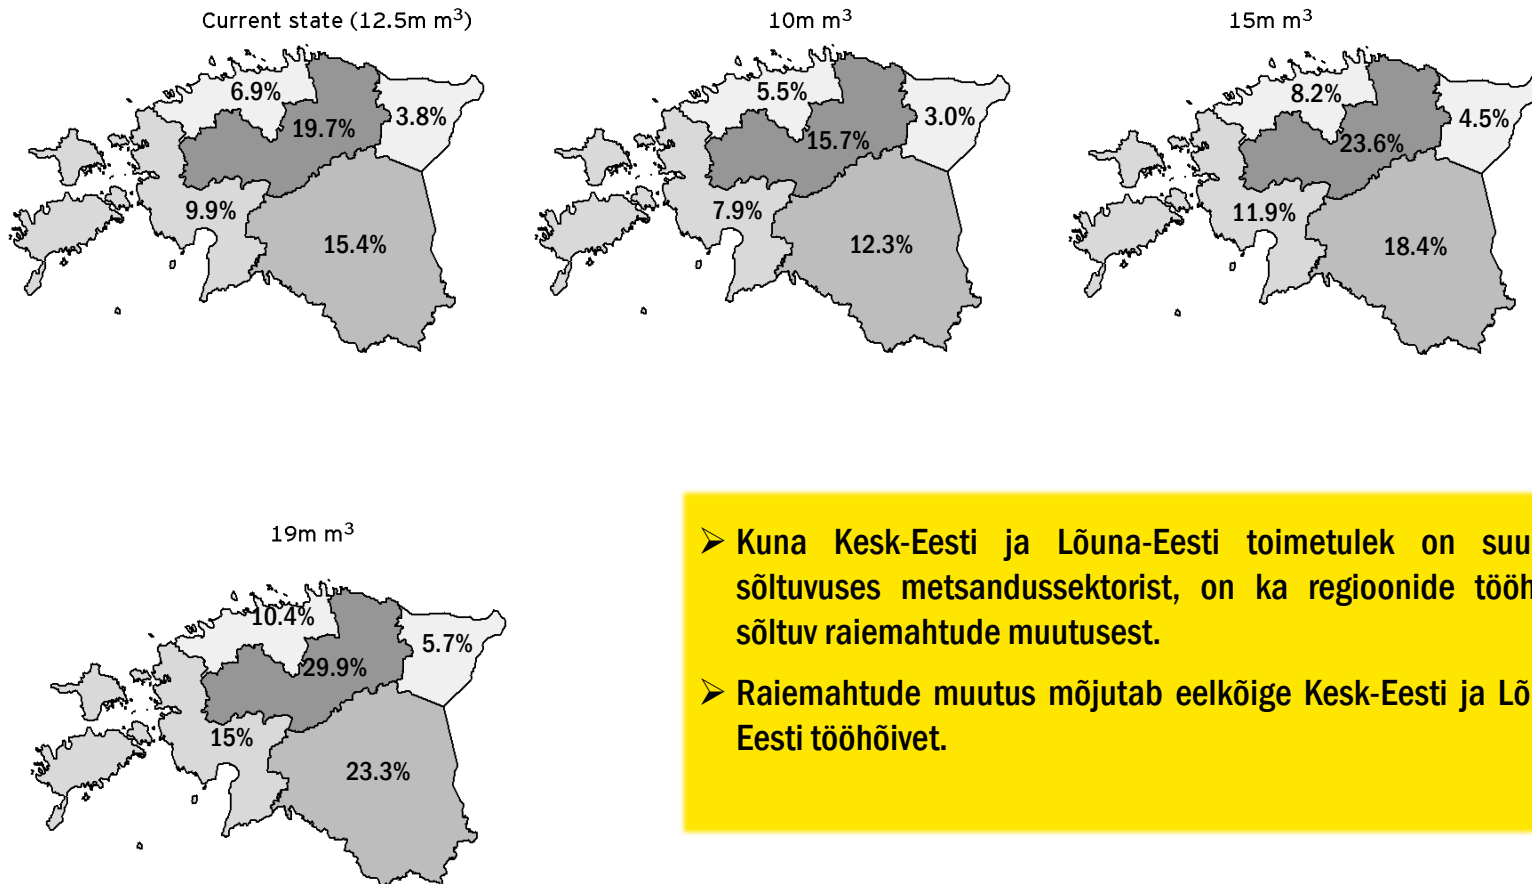 Current state (12.5m m³)
10m m³
15m m³
6.9%
19.7%
3.8%
9.9%
15.4%
5.5%
15.7%
3.0%
7.9%
12.3%
8.2%
23.6%
4.5%
11.9%
18.4%
19m m³
10.4%
29.9%
5.7%
15%
23.3%
➢ Kuna Kesk-Eesti ja Lõuna-Eesti toimetulek on
sõltuvuses metsandussektorist, on ka regioonide
sõltuv raiemahtude muutusest.
➢ Raiemahtude muutus mõjutab eelkõige Kesk-Eesti ja
Eesti tööhõivet.